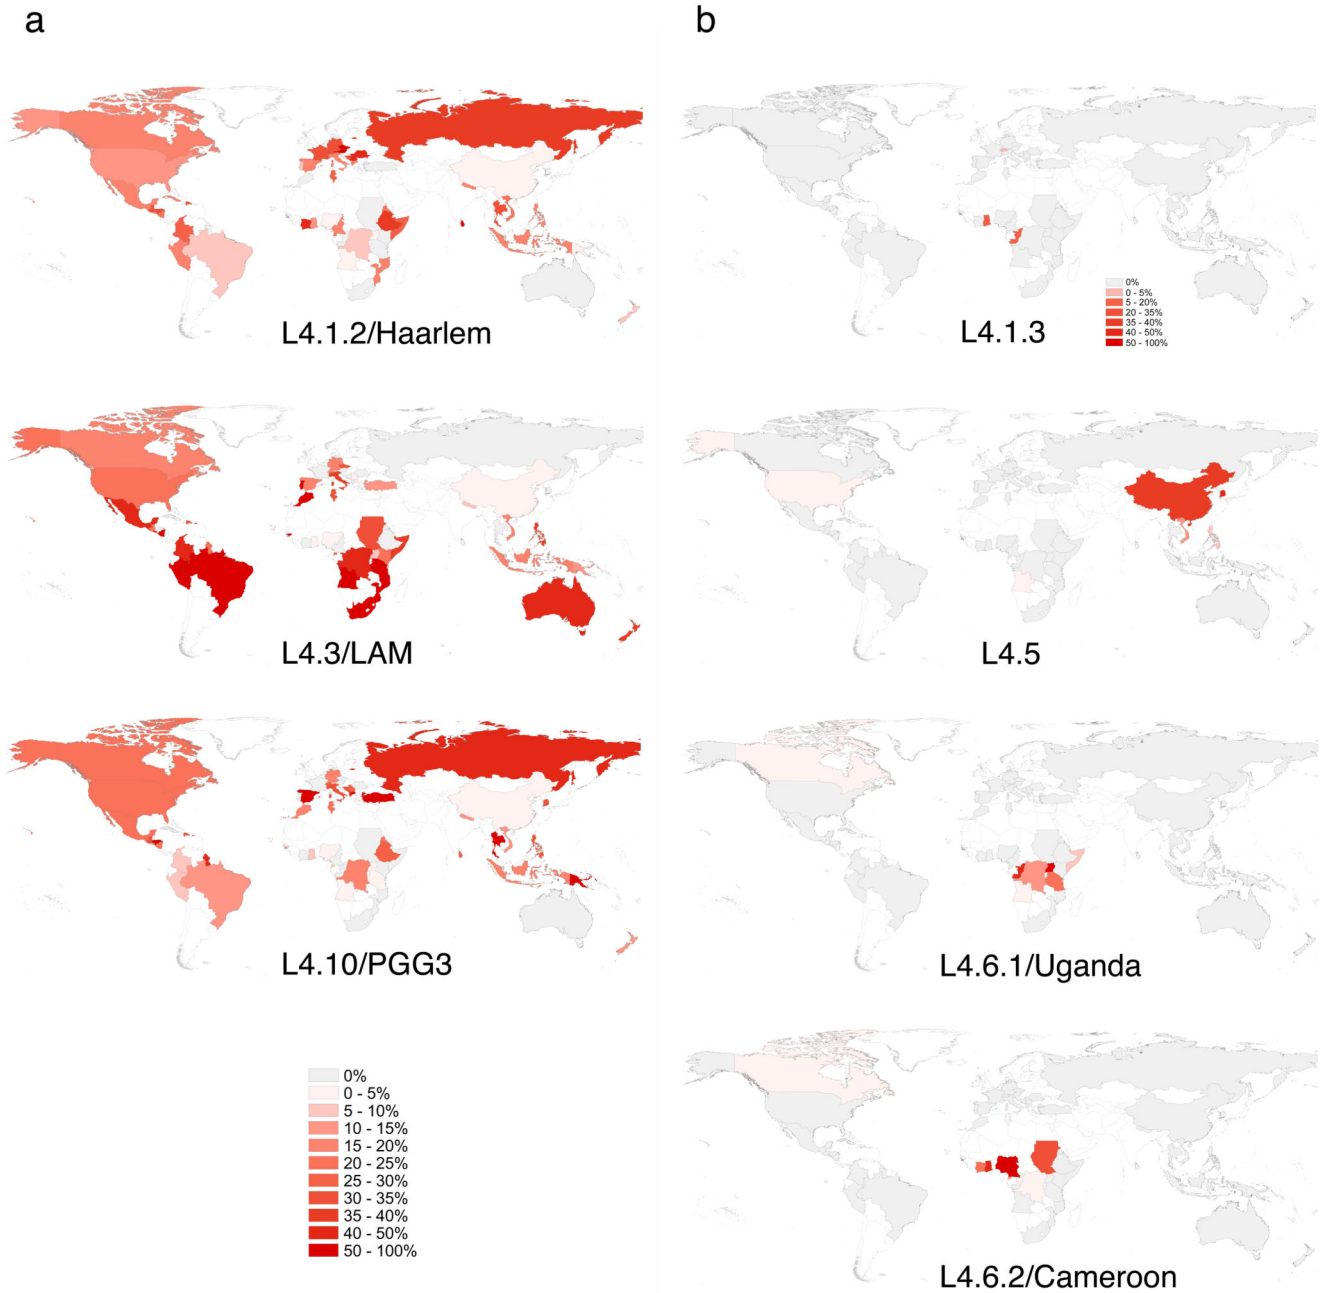 a
L4.1.2/Haarlem
L4.3/LAM
L4.10/PGG3
0%
0 - 5%
5 - 10%
10 - 15%
15 - 20%
20 - 25%
25 - 30%
30 - 35%
35 - 40%
40 - 50%
50 - 100%
b
0%
0 - 5%
5 - 20%
20 - 35%
35 - 40%
40 - 50%
50 - 100%
L4.1.3
L4.5
L4.6.1/Uganda
L4.6.2/Cameroon